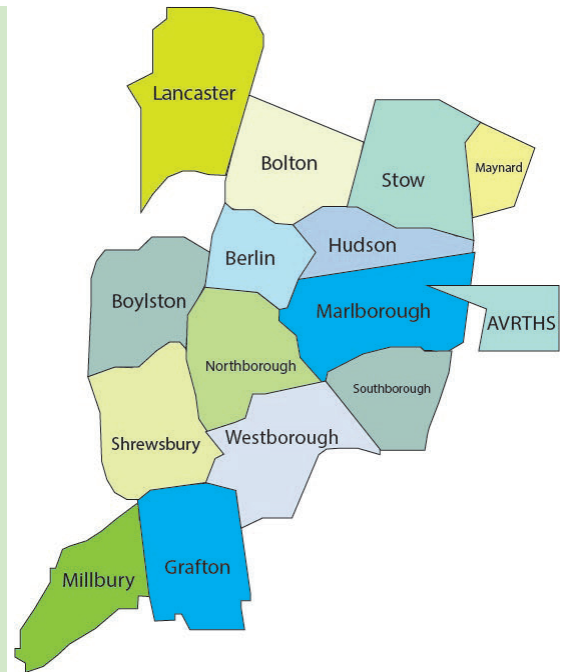 Lancaster
Bolton
Stow
Maynard
Berlin
Hudson
Boylston
Marlborough
AVRTHS
Northborough
Southborough
Shrewsbury
Westborough
Millbury
Grafton